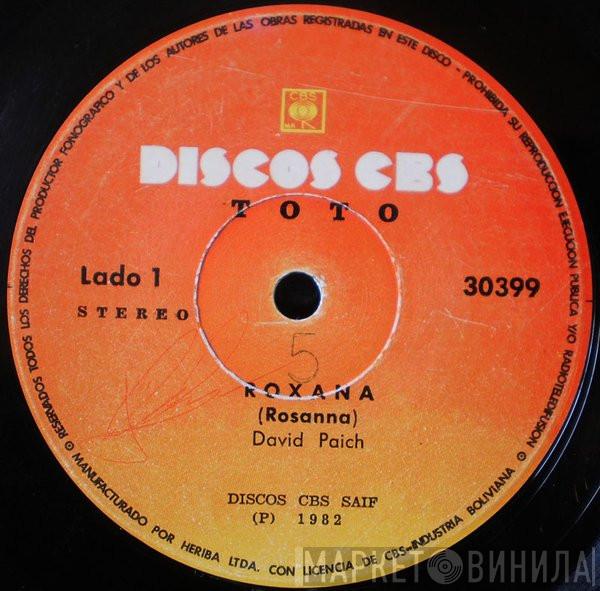 RESERVADOS TODOS LOS DERECHOS DEL PRODUCTOR FONOGRAFICO Y DE LOS AUTORES DE LAS OBRAS REGISTRADAS EN ESTE DISCO - PROHIBIDA SU REPRODUCCION EJECUCION PUBLICA Y/O RADIOTELEDIFUSION
CBS
MR
DISCOS CBS
TOTO
Lado 1
30399
STEREO
5
ROXANA
(Rosanna)
David Paich
DISCOS CBS SAIF
(P) 1982
MANUFACTURADO POR HERIBA LTDA. CON LICENCIA DE CBS-INDUSTRIA BOLIVIANA
МАРКЕТ ВИНИЛА